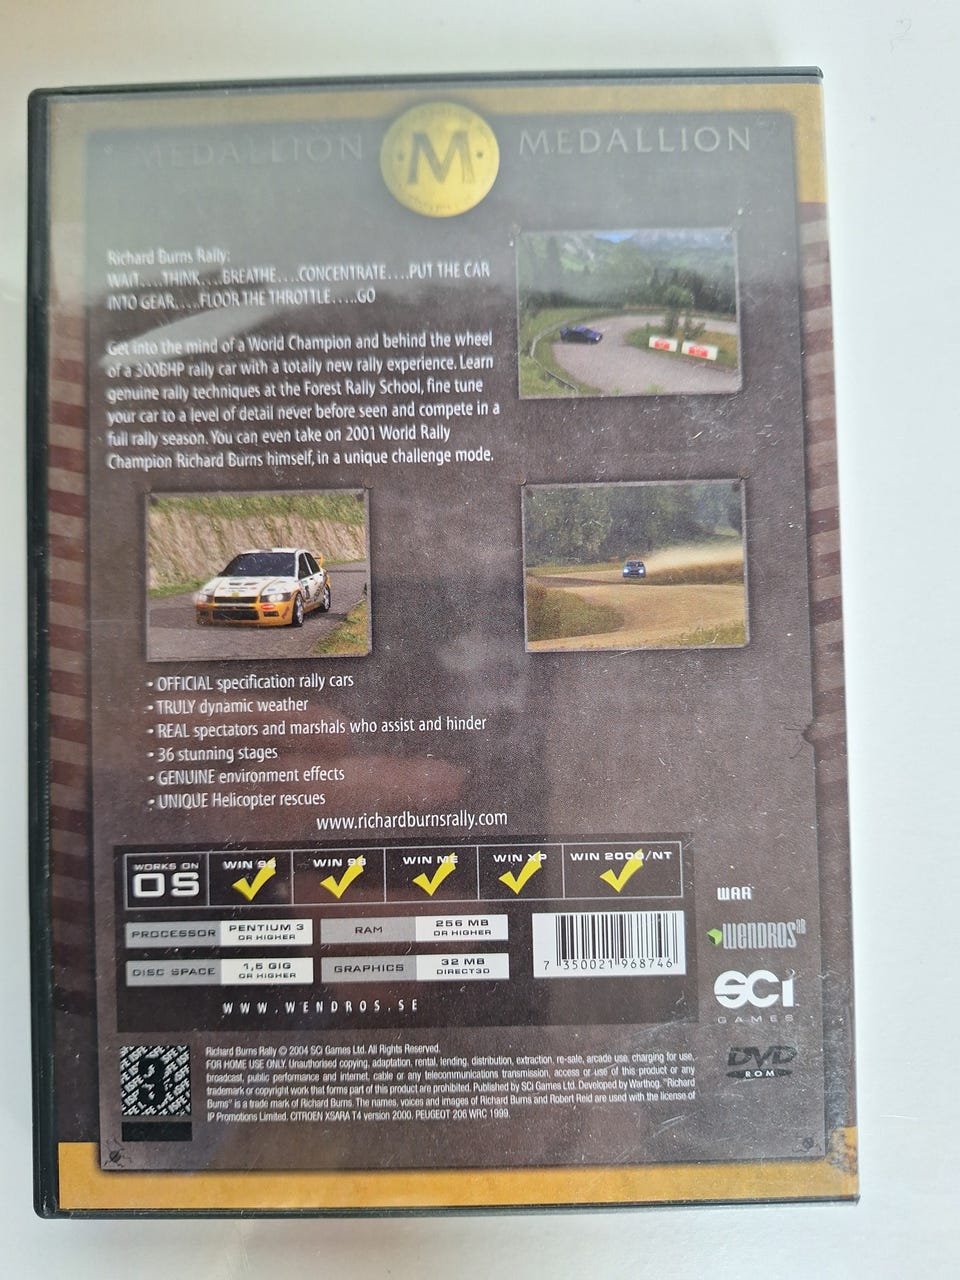 MEDALLION M MEDALLION
Richard Burns Rally:
WAIT....THINK....BREATHE....CONCENTRATE....PUT THE CAR
INTO GEAR.....FLOOR THE THROTTLE.....GO
Get into the mind of a World Champion and behind the wheel
of a 300BHP rally car with a totally new rally experience. Learn
genuine rally techniques at the Forest Rally School, fine tune
your car to a level of detail never before seen and compete in a
full rally season. You can even take on 2001 World Rally
Champion Richard Burns himself, in a unique challenge mode.
• OFFICIAL specification rally cars
• TRULY dynamic weather
• REAL spectators and marshals who assist and hinder
• 36 stunning stages
• GENUINE environment effects
• UNIQUE Helicopter rescues
www.richardburnsrally.com
WORKS ON
OS
WIN 95
WIN 98
WIN ME
WIN XP
WIN 2000/NT
PROCESSOR
PENTIUM 3
OR HIGHER
RAM
256 MB
OR HIGHER
DISC SPACE
1,5 GIG
OR HIGHER
GRAPHICS
32 MB
DIRECT3D
7 350021 968746
WWW.WENDROS.SE
WAR
WENDROS AB
SCi
GAMES
DVD
ROM
3
ISFE
Richard Burns Rally © 2004 SCi Games Ltd. All Rights Reserved.
FOR HOME USE ONLY. Unauthorised copying, adaptation, rental, lending, distribution, extraction, re-sale, arcade use, charging for use,
broadcast, public performance and internet, cable or any telecommunications transmission, access or use of this product or any
trademark or copyright work that forms part of this product are prohibited. Published by SCi Games Ltd. Developed by Warthog. "Richard
Burns" is a trade mark of Richard Burns. The names, voices and images of Richard Burns and Robert Reid are used with the license of
IP Promotions Limited. CITROEN XSARA T4 version 2000. PEUGEOT 206 WRC 1999.